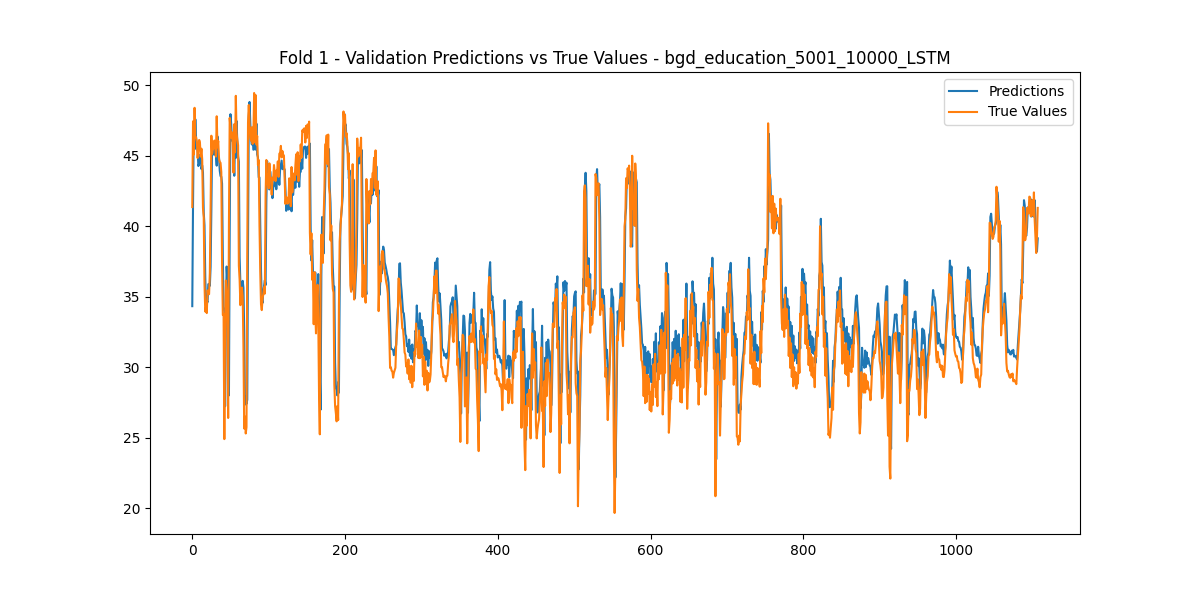 Fold 1 - Validation Predictions vs True Values - bgd_education_5001_10000_LSTM
Predictions
True Values
50
45
40
35
30
25
20
0 200 400 600 800 1000